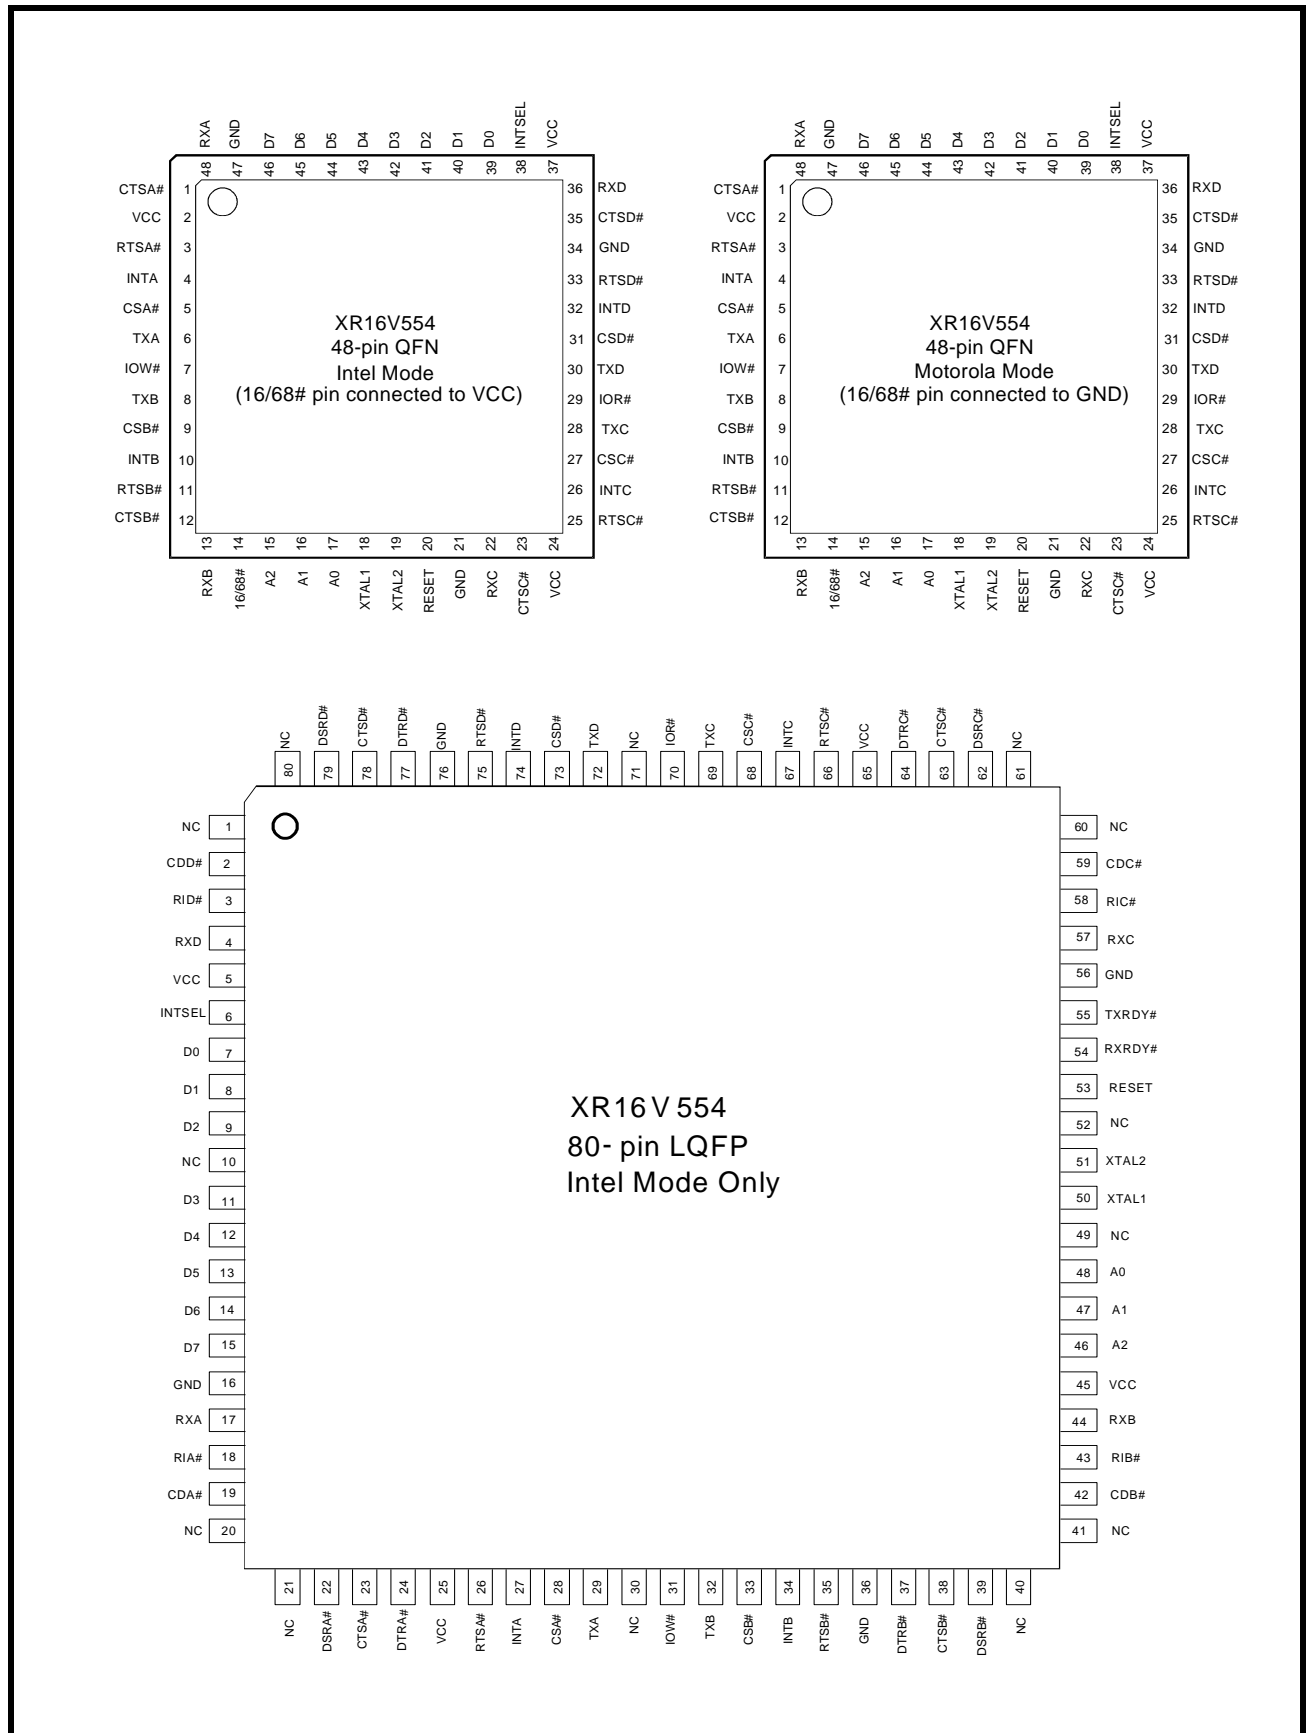 RXA GND D7 D6 D5 D4 D3 D2 D1 D0 INTSEL VCC
48 47 46 45 44 43 42 41 40 39 38 37
CTSA# 1 36 RXD
VCC 2 35 CTSD#
RTSA# 3 34 GND
INTA 4 33 RTSD#
CSA# 5 32 INTD
TXA 6 31 CSD#
IOW# 7 30 TXD
TXB 8 29 IOR#
CSB# 9 28 TXC
INTB 10 27 CSC#
RTSB# 11 26 INTC
CTSB# 12 25 RTSC#
XR16V554
48-pin QFN
Intel Mode
(16/68# pin connected to VCC)
13 14 15 16 17 18 19 20 21 22 23 24
RXB 16/68# A2 A1 A0 XTAL1 XTAL2 RESET GND RXC CTSC# VCC
RXA GND D7 D6 D5 D4 D3 D2 D1 D0 INTSEL VCC
48 47 46 45 44 43 42 41 40 39 38 37
CTSA# 1 36 RXD
VCC 2 35 CTSD#
RTSA# 3 34 GND
INTA 4 33 RTSD#
CSA# 5 32 INTD
TXA 6 31 CSD#
IOW# 7 30 TXD
TXB 8 29 IOR#
CSB# 9 28 TXC
INTB 10 27 CSC#
RTSB# 11 26 INTC
CTSB# 12 25 RTSC#
XR16V554
48-pin QFN
Motorola Mode
(16/68# pin connected to GND)
13 14 15 16 17 18 19 20 21 22 23 24
RXB 16/68# A2 A1 A0 XTAL1 XTAL2 RESET GND RXC CTSC# VCC
NC DSRD# CTSD# DTRD# GND RTSD# INTD CSD# TXD NC IOR# TXC CSC# INTC RTSC# VCC DTRC# CTSC# DSRC# NC
80 79 78 77 76 75 74 73 72 71 70 69 68 67 66 65 64 63 62 61
NC 1 60 NC
CDD# 2 59 CDC#
RID# 3 58 RIC#
RXD 4 57 RXC
VCC 5 56 GND
INTSEL 6 55 TXRDY#
D0 7 54 RXRDY#
D1 8 53 RESET
D2 9 52 NC
NC 10 51 XTAL2
D3 11 50 XTAL1
D4 12 49 NC
D5 13 48 A0
D6 14 47 A1
D7 15 46 A2
GND 16 45 VCC
RXA 17 44 RXB
RIA# 18 43 RIB#
CDA# 19 42 CDB#
NC 20 41 NC
XR16V554
80- pin LQFP
Intel Mode Only
21 22 23 24 25 26 27 28 29 30 31 32 33 34 35 36 37 38 39 40
NC DSRA# CTSA# DTRA# VCC RTSA# INTA CSA# TXA NC IOW# TXB CSB# INTB RTSB# GND DTRB# CTSB# DSRB# NC